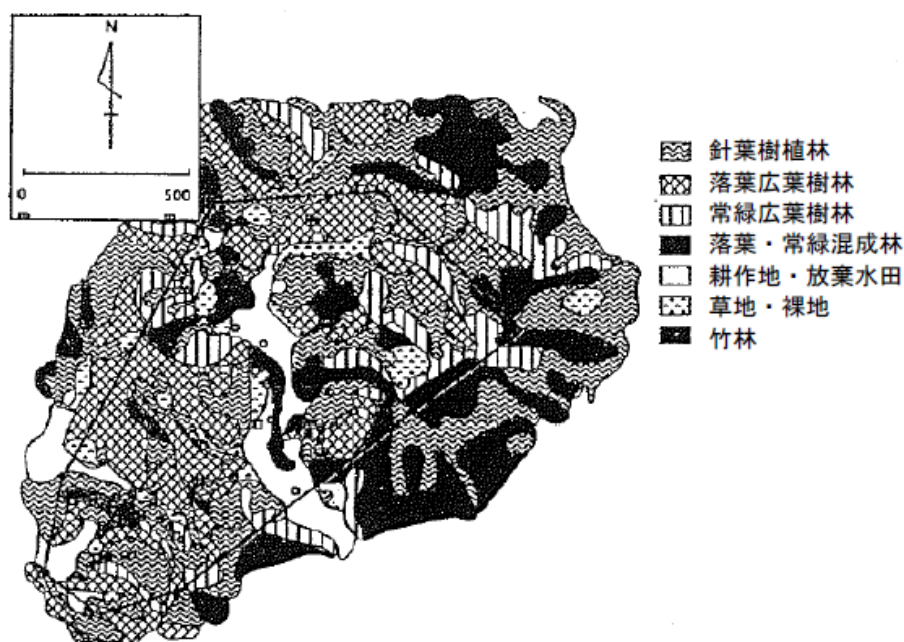 N
0 500
針葉樹植林
落葉広葉樹林
常緑広葉樹林
落葉・常緑混成林
耕作地・放棄水田
草地・裸地
竹林